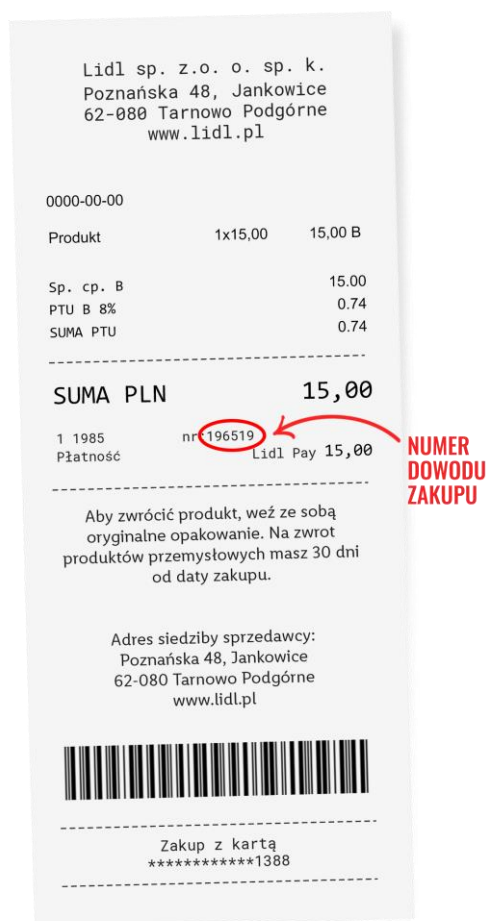 Lidl sp. z.o. o. sp. k.
Poznańska 48, Jankowice
62-080 Tarnowo Podgórne
www.lidl.pl
0000-00-00
Produkt 1x15,00 15,00 B
Sp. cp. B 15.00
PTU B 8% 0.74
SUMA PTU 0.74
SUMA PLN 15,00
1 1985 nr:196519
Płatność Lidl Pay 15,00
NUMER
DOWODU
ZAKUPU
Aby zwrócić produkt, weź ze sobą
oryginalne opakowanie. Na zwrot
produktów przemysłowych masz 30 dni
od daty zakupu.
Adres siedziby sprzedawcy:
Poznańska 48, Jankowice
62-080 Tarnowo Podgórne
www.lidl.pl
Zakup z kartą
************1388